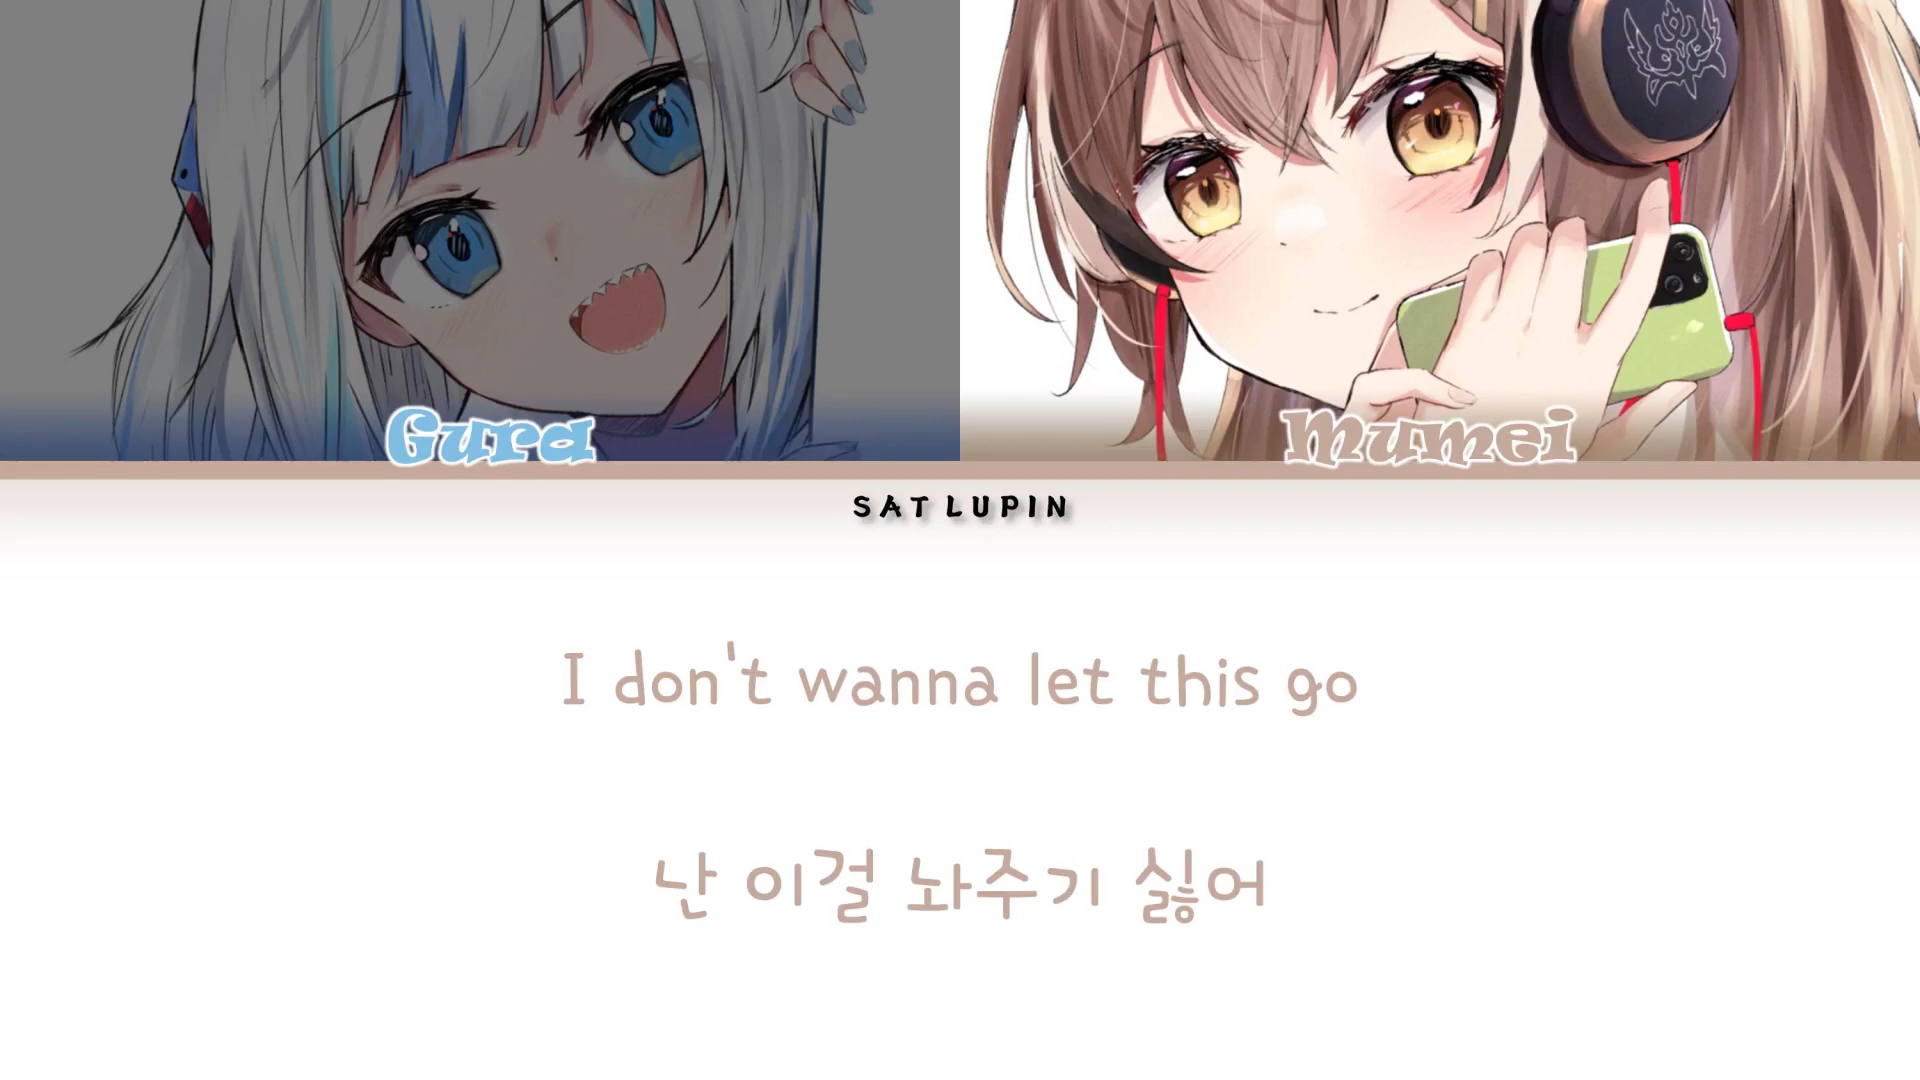 Gura
Mumei
SAT LUPIN
I don't wanna let this go
난 이걸 놔주기 싫어